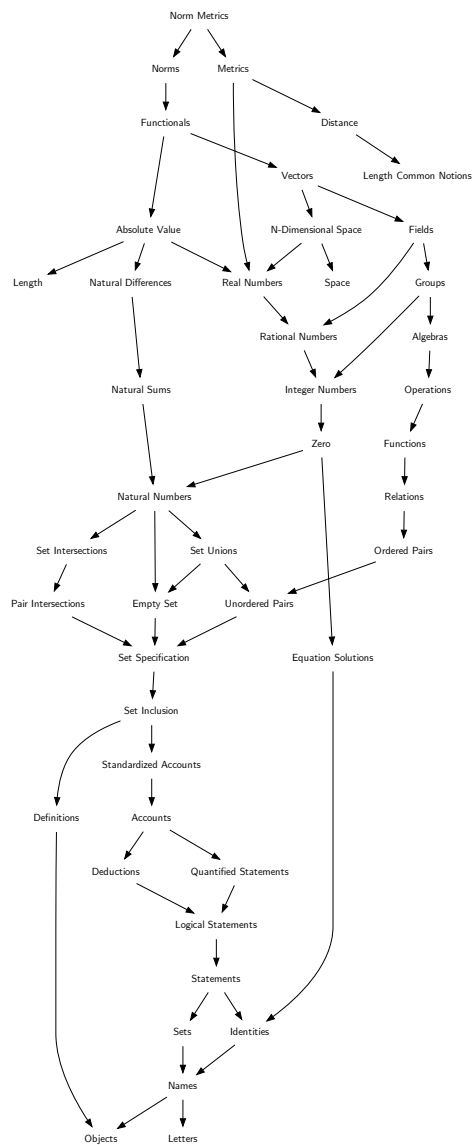 Norm Metrics
Norms
Metrics
Functionals
Distance
Vectors
Length Common Notions
Absolute Value
N-Dimensional Space
Fields
Length
Natural Differences
Real Numbers
Space
Groups
Rational Numbers
Algebras
Natural Sums
Integer Numbers
Operations
Zero
Functions
Natural Numbers
Relations
Set Intersections
Set Unions
Ordered Pairs
Pair Intersections
Empty Set
Unordered Pairs
Set Specification
Equation Solutions
Set Inclusion
Standardized Accounts
Definitions
Accounts
Deductions
Quantified Statements
Logical Statements
Statements
Sets
Identities
Names
Objects
Letters